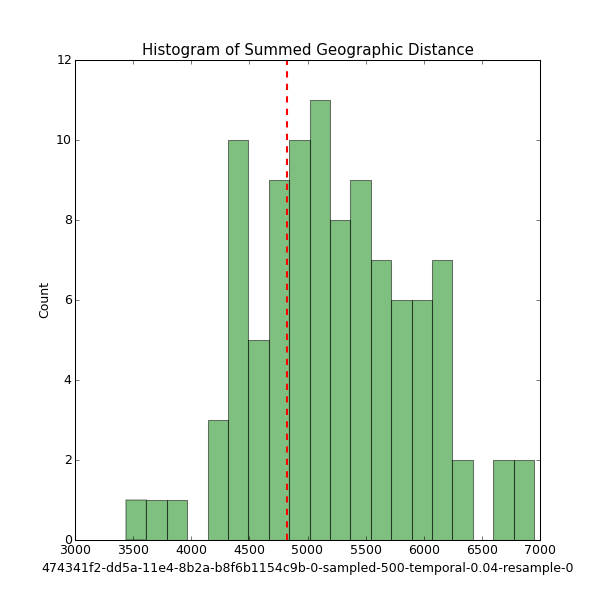 Histogram of Summed Geographic Distance
12
10
8
6
4
2
0
Count
3000 3500 4000 4500 5000 5500 6000 6500 7000
474341f2-dd5a-11e4-8b2a-b8f6b1154c9b-0-sampled-500-temporal-0.04-resample-0